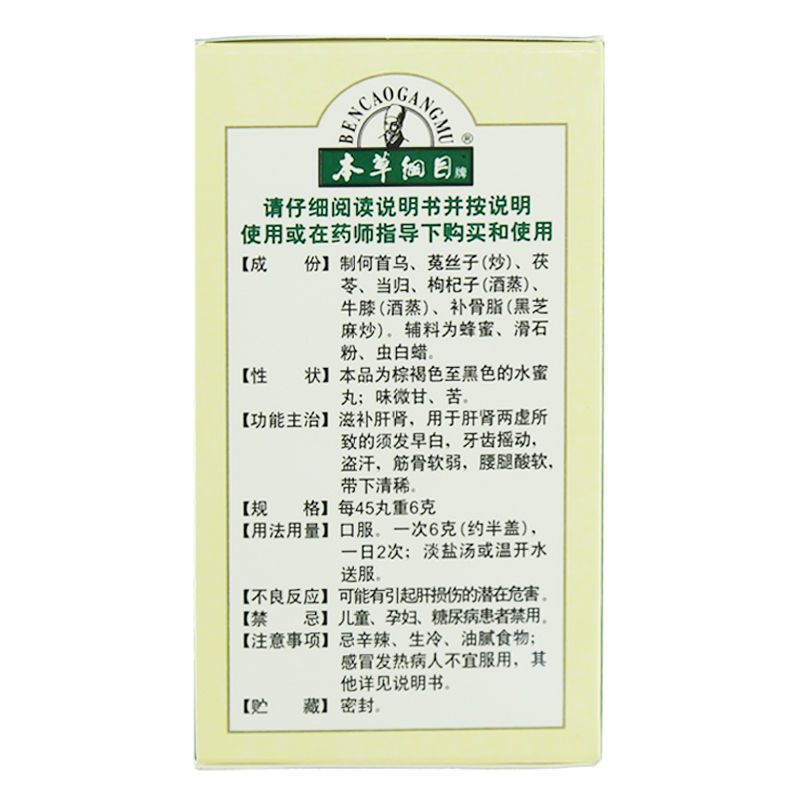 BENCAOGANGMU
®
本草纲目牌
请仔细阅读说明书并按说明
使用或在药师指导下购买和使用
【成 份】制何首乌、菟丝子(炒)、茯
苓、当归、枸杞子(酒蒸)、
牛膝(酒蒸)、补骨脂(黑芝
麻炒)。辅料为蜂蜜、滑石
粉、虫白蜡。
【性 状】本品为棕褐色至黑色的水蜜
丸；味微甘、苦。
【功能主治】滋补肝肾，用于肝肾两虚所
致的须发早白，牙齿摇动，
盗汗，筋骨软弱，腰腿酸软，
带下清稀。
【规 格】每45丸重6克
【用法用量】口服。一次6克(约半盖)，
一日2次；淡盐汤或温开水
送服。
【不良反应】可能有引起肝损伤的潜在危害。
【禁 忌】儿童、孕妇、糖尿病患者禁用。
【注意事项】忌辛辣、生冷、油腻食物；
感冒发热病人不宜服用，其
他详见说明书。
【贮 藏】密封。